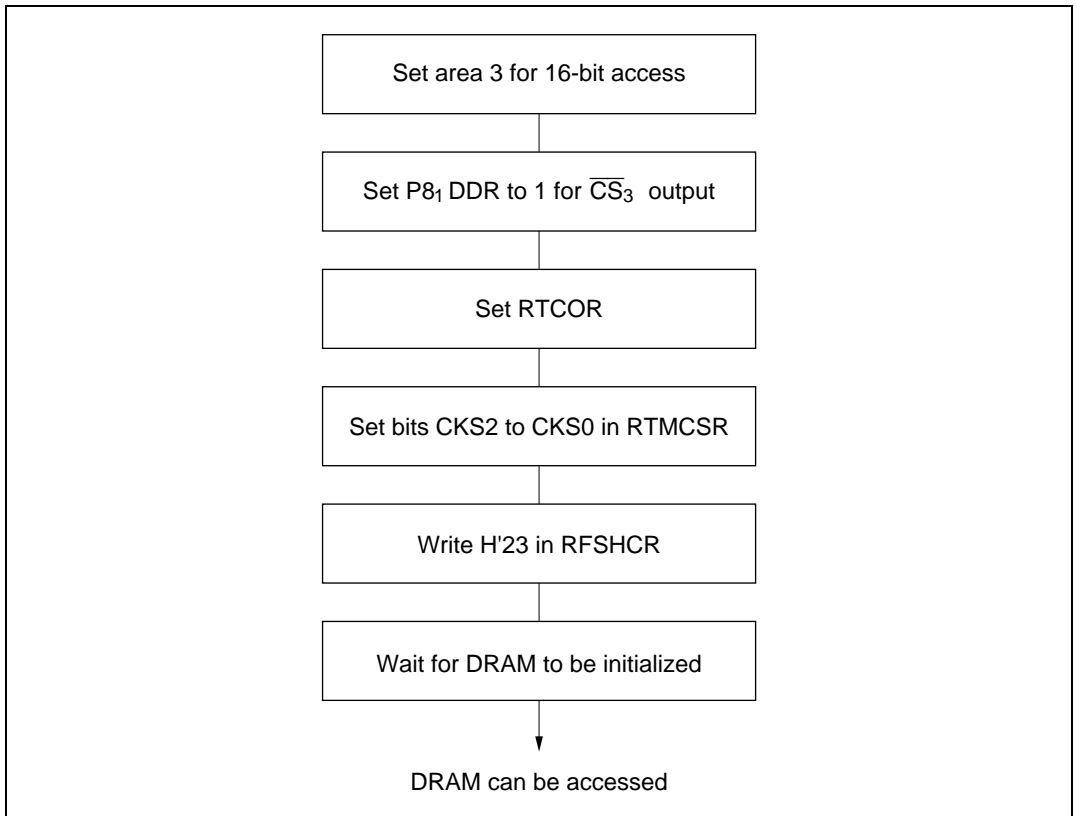 Set area 3 for 16-bit access
Set P8₁ DDR to 1 for C̅S̅₃ output
Set RTCOR
Set bits CKS2 to CKS0 in RTMCSR
Write H'23 in RFSHCR
Wait for DRAM to be initialized
DRAM can be accessed